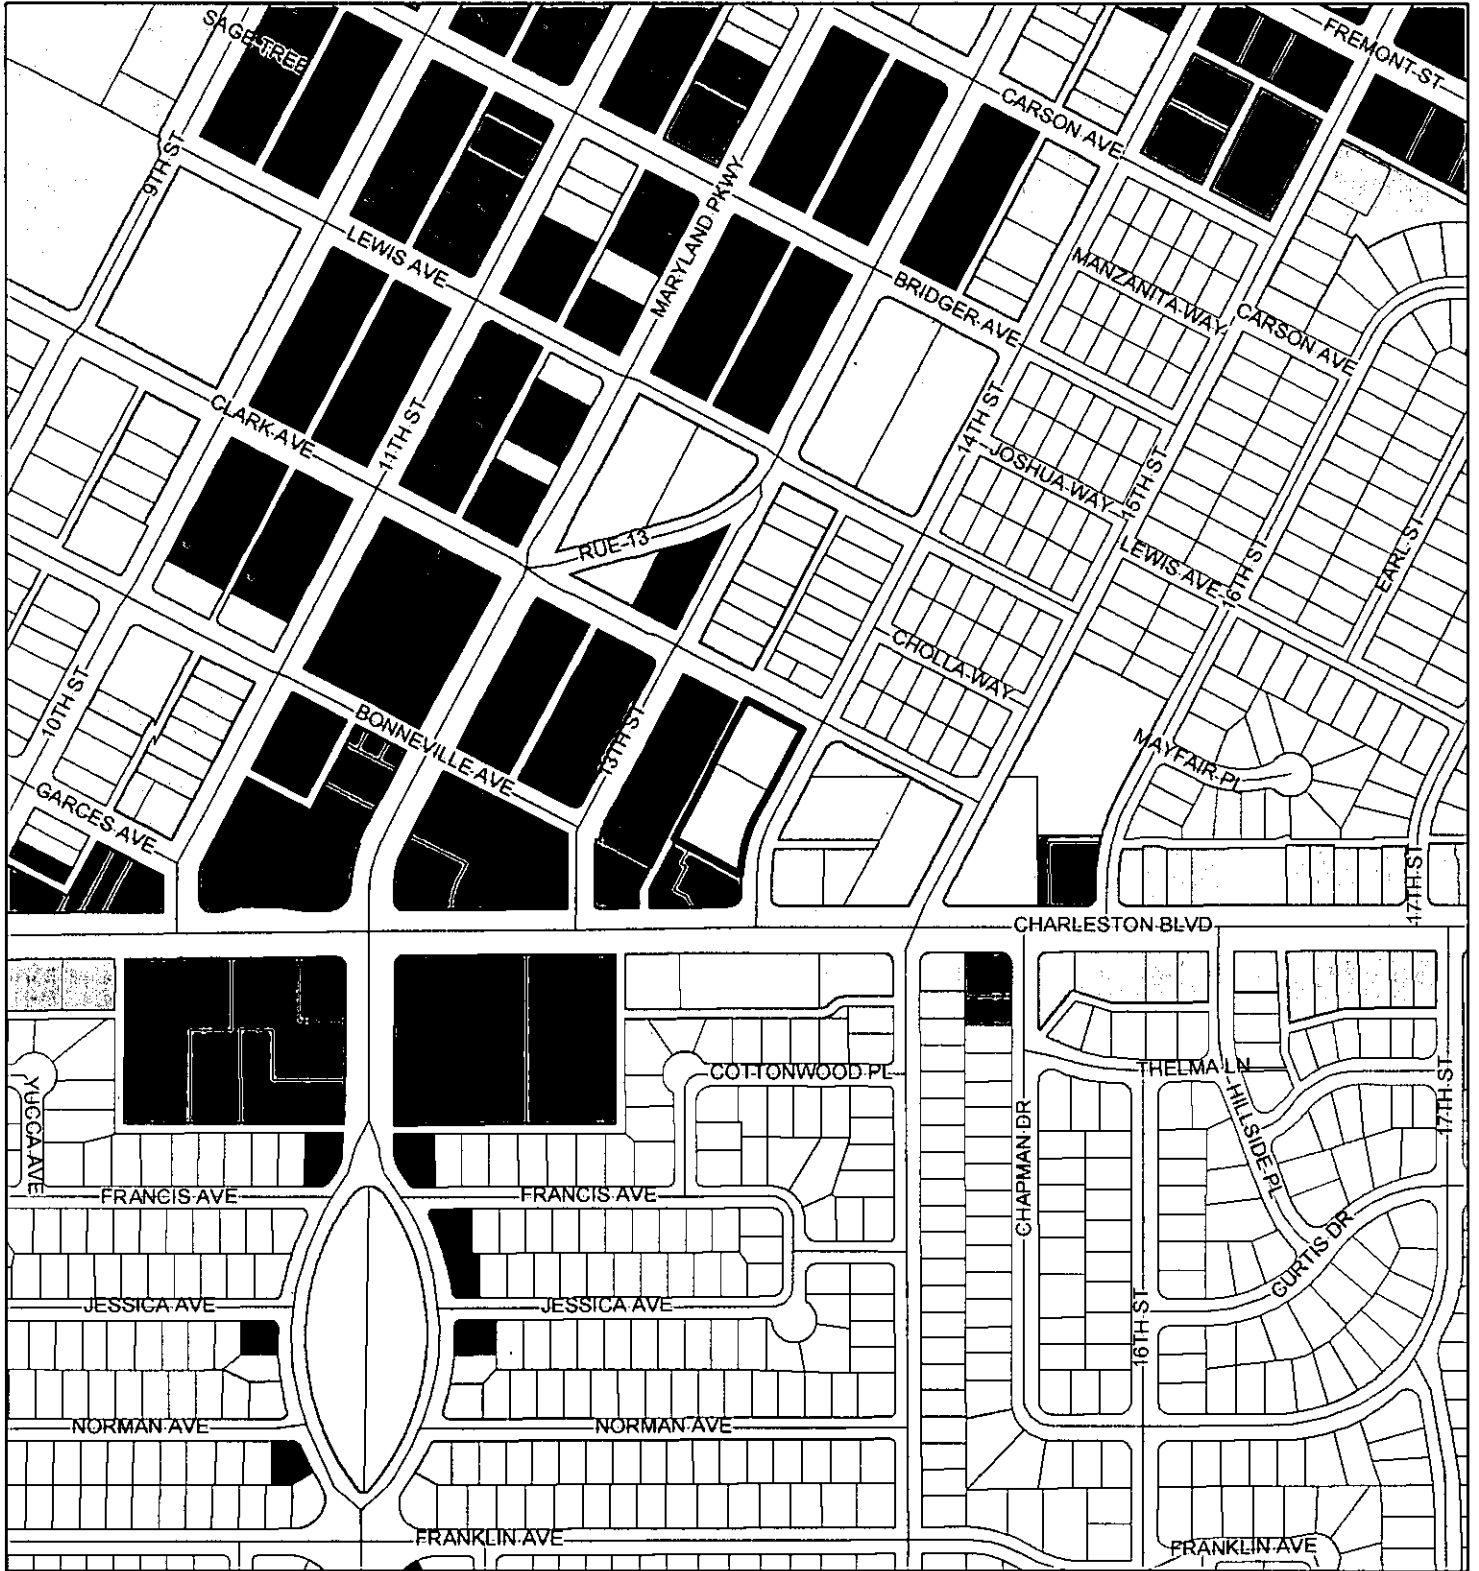 SAGE TREE
FREMONT ST
CARSON AVE
9TH ST
MARYLAND PKWY
LEWIS AVE
MANZANITA WAY
BRIDGER AVE
CARSON AVE
CLARK AVE
11TH ST
14TH ST
JOSHUA WAY
15TH ST
RUE 13
LEWIS AVE
16TH ST
EARL ST
CHOLLA WAY
10TH ST
BONNEVILLE AVE
13TH ST
MAYFAIR PL
GARCES AVE
17TH ST
CHARLESTON BLVD
YUCCA AVE
COTTONWOOD PL
THELMA LN
HILLSIDE PL
17TH ST
CHAPMAN DR
FRANCIS AVE
FRANCIS AVE
CURTIS DR
JESSICA AVE
JESSICA AVE
16TH ST
NORMAN AVE
NORMAN AVE
FRANKLIN AVE
FRANKLIN AVE